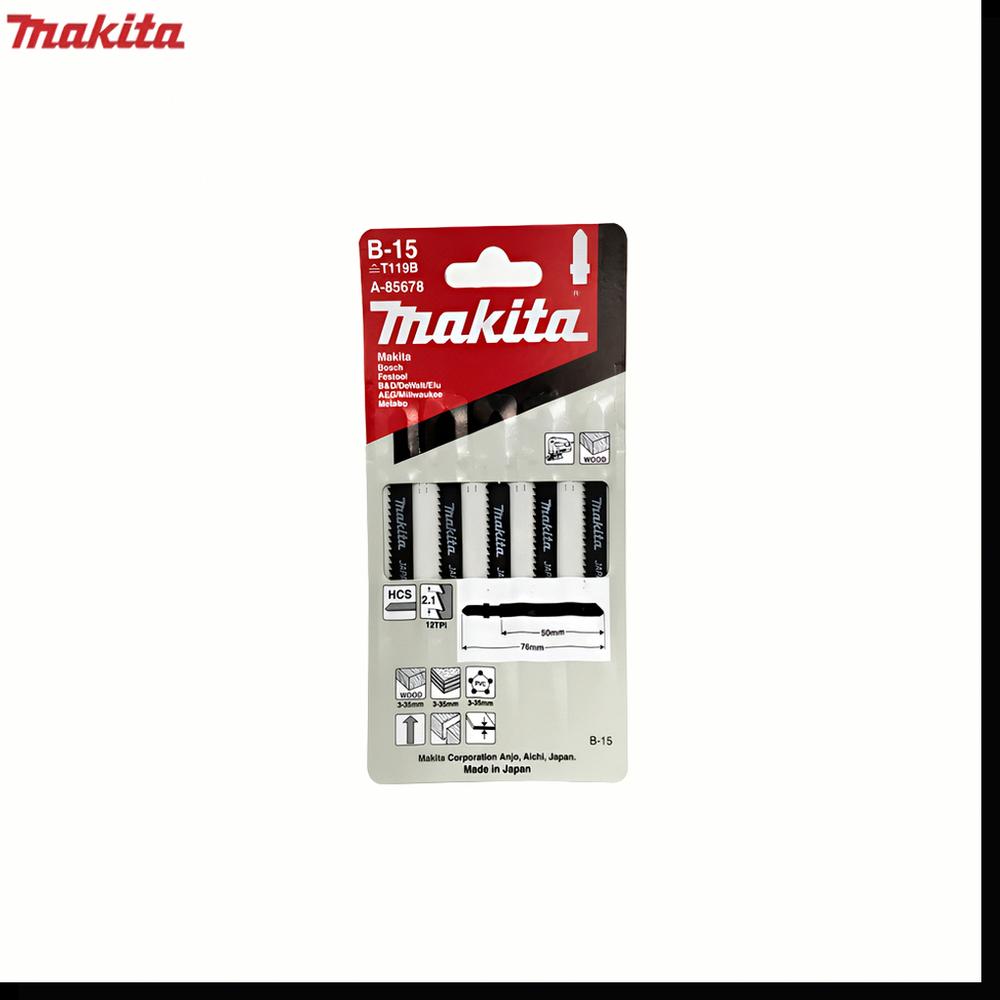 makita
B-15
≙T119B
A-85678
R
makita
Makita
Bosch
Festool
B&D/DeWalt/Elu
AEG/Milwaukee
Metabo
WOOD
makita makita makita makita makita
HCS
2.1
12TPI
50mm
76mm
WOOD
PVC
3-35mm 3-35mm 3-35mm
B-15
Makita Corporation Anjo, Aichi, Japan.
Made in Japan